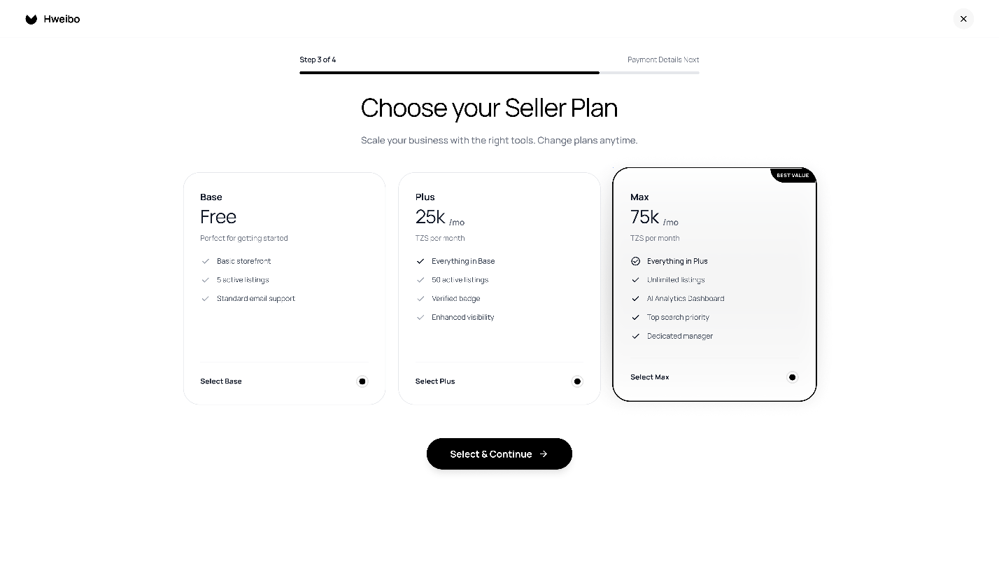 Hweibo
Step 3 of 4
Payment Details Next
Choose your Seller Plan
Scale your business with the right tools. Change plans anytime.
Base
Free
Perfect for getting started
Basic storefront
5 active listings
Standard email support
Select Base
Plus
25k /mo
TZS per month
Everything in Base
50 active listings
Verified badge
Enhanced visibility
Select Plus
BEST VALUE
Max
75k /mo
TZS per month
Everything in Plus
Unlimited listings
AI Analytics Dashboard
Top search priority
Dedicated manager
Select Max
Select & Continue